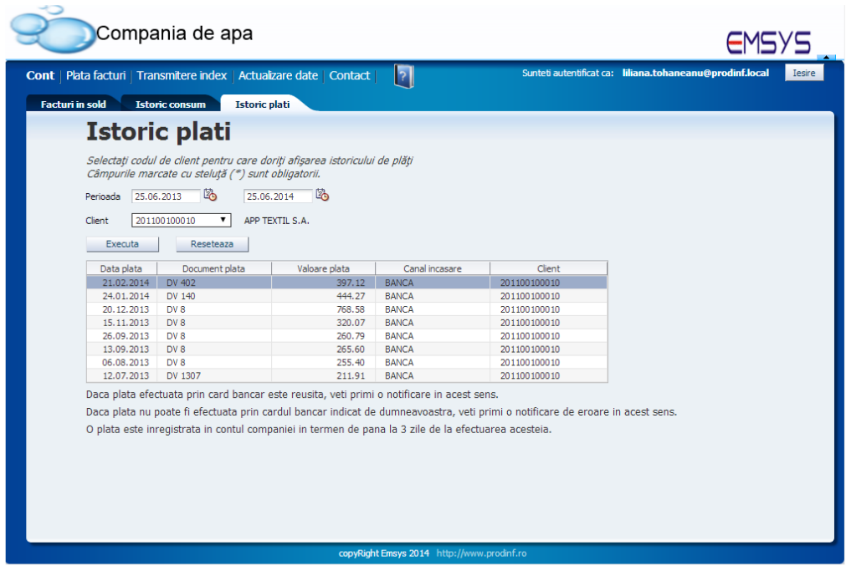 Compania de apa
EMSYS
Cont | Plata facturi | Transmitere index | Actualizare date | Contact | ?
Sunteti autentificat ca: liliana.tohaneanu@prodinf.local Iesire
Facturi in sold Istoric consum Istoric plati
Istoric plati
Selectați codul de client pentru care doriți afișarea istoricului de plăți
Câmpurile marcate cu steluță (*) sunt obligatorii.
Perioada 25.06.2013 25.06.2014
Client 201100100010 APP TEXTIL S.A.
Executa Reseteaza
Data plata Document plata Valoare plata Canal incasare Client
21.02.2014 DV 402 397.12 BANCA 201100100010
24.01.2014 DV 140 444.27 BANCA 201100100010
20.12.2013 DV 8 768.58 BANCA 201100100010
15.11.2013 DV 8 320.07 BANCA 201100100010
26.09.2013 DV 8 260.79 BANCA 201100100010
13.09.2013 DV 8 265.60 BANCA 201100100010
06.08.2013 DV 8 255.40 BANCA 201100100010
12.07.2013 DV 1307 211.91 BANCA 201100100010
Daca plata efectuata prin card bancar este reusita, veti primi o notificare in acest sens.
Daca plata nu poate fi efectuata prin cardul bancar indicat de dumneavoastra, veti primi o notificare de eroare in acest sens.
O plata este inregistrata in contul companiei in termen de pana la 3 zile de la efectuarea acesteia.
copyRight Emsys 2014 http://www.prodinf.ro